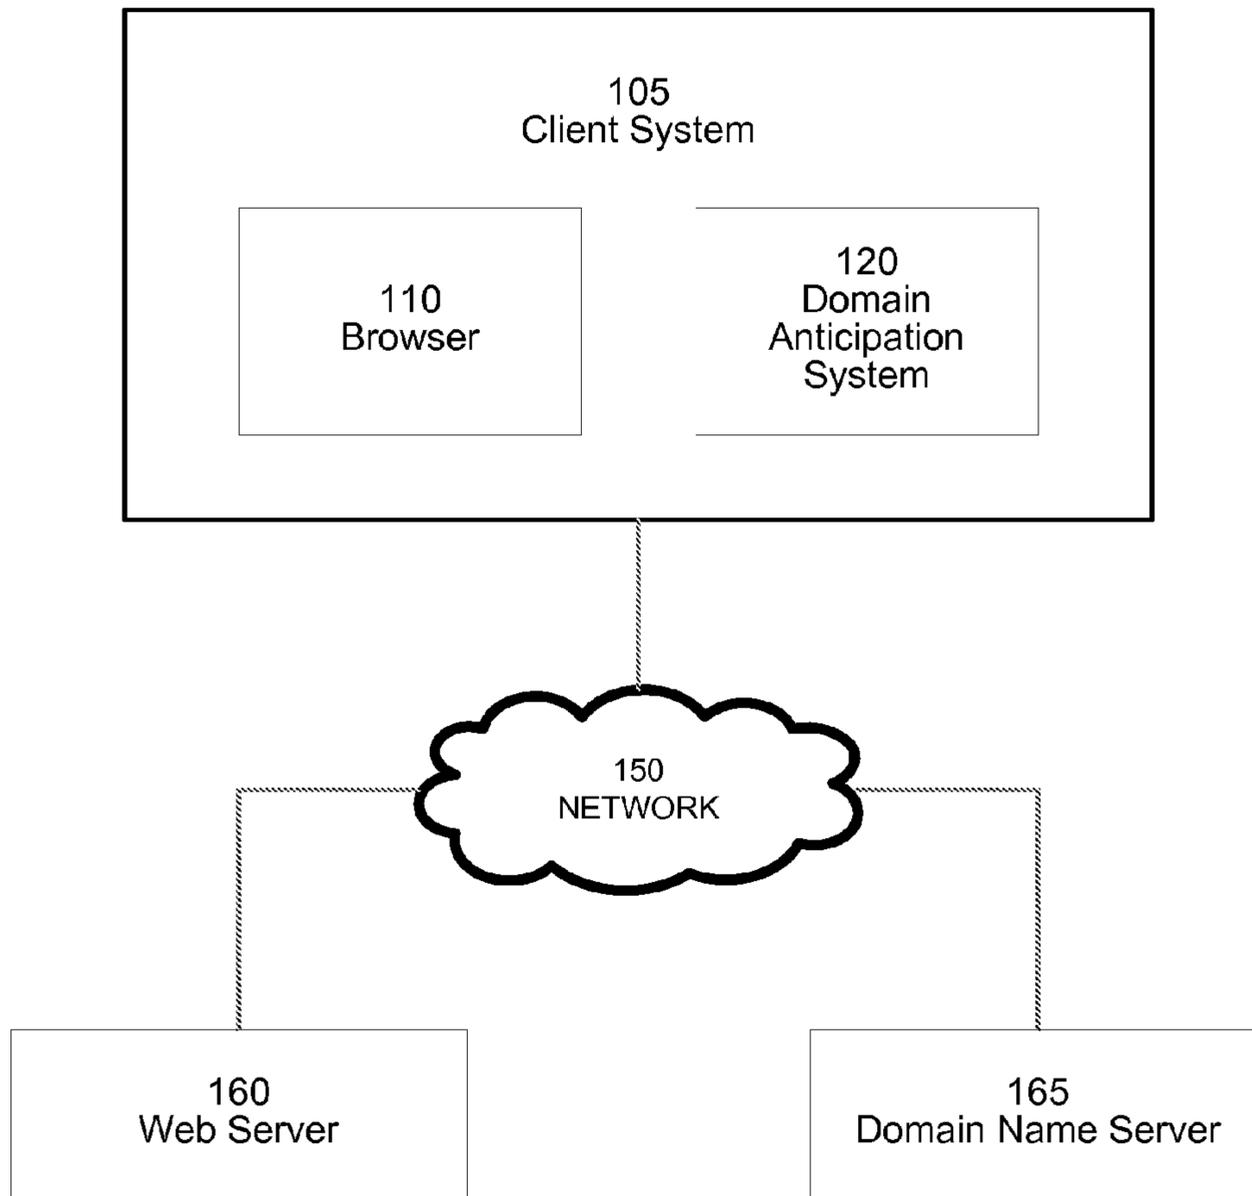 105
Client System
110
Browser
120
Domain
Anticipation
System
150
NETWORK
160
Web Server
165
Domain Name Server